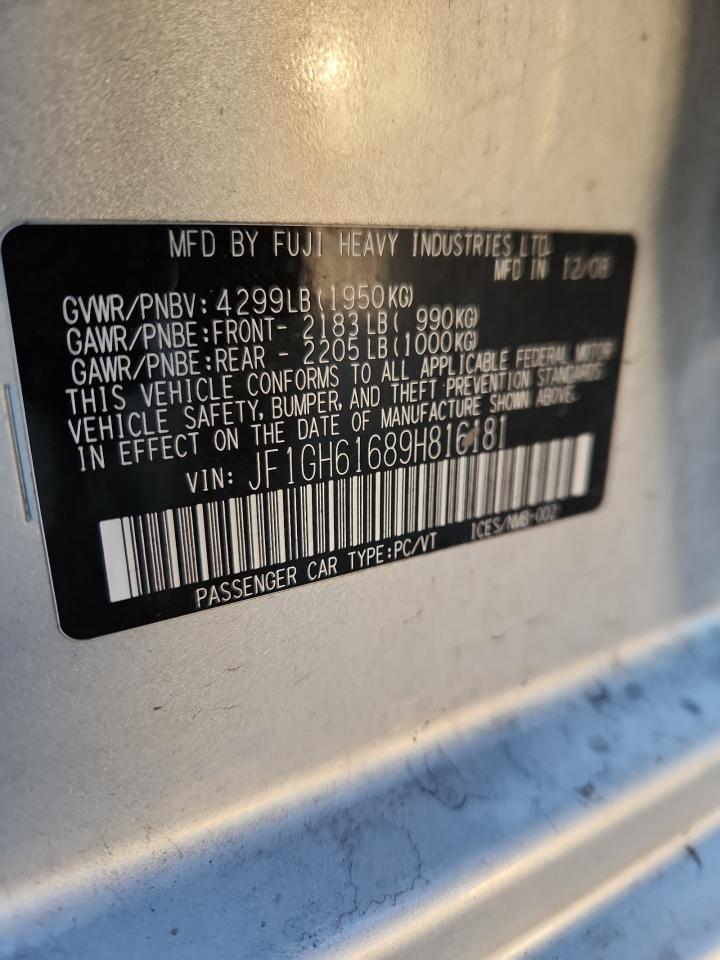 MFD BY FUJI HEAVY INDUSTRIES LTD.
MFD IN 12/08
GVWR/PNBV: 4299LB(1950KG)
GAWR/PNBE:FRONT- 2183LB( 990KG)
GAWR/PNBE:REAR - 2205LB(1000KG)
THIS VEHICLE CONFORMS TO ALL APPLICABLE FEDERAL MOTOR
VEHICLE SAFETY, BUMPER, AND THEFT PREVENTION STANDARDS
IN EFFECT ON THE DATE OF MANUFACTURE SHOWN ABOVE.
VIN: JF1GH61689H816181
PASSENGER CAR TYPE:PC/VT ICES/NMB-002